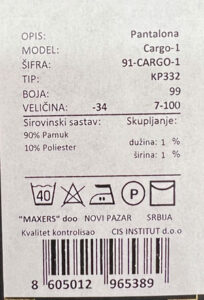 OPIS: Pantalona
MODEL: Cargo-1
ŠIFRA: 91-CARGO-1
TIP: KP332
BOJA: 99
VELIČINA: -34 7-100
Sirovinski sastav: Skupljanje:
90% Pamuk
10% Poliester
dužina: 1 %
širina: 1 %
40 P
"MAXERS" doo NOVI PAZAR SRBIJA
Kvalitet kontrolisao CIS INSTITUT d.o.o
8 605012 965389